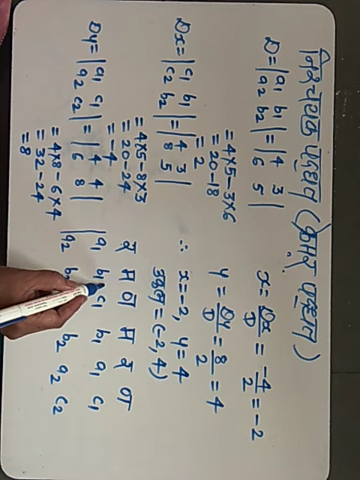 निश्चयक पद्धत (क्रामर पद्धत)
D = |a₁ b₁| = |4 3|
|a₂ b₂| |6 5|
= 4×5-3×6
= 20-18
= 2
Dx = |c₁ b₁| = |4 3|
|c₂ b₂| |8 5|
= 4×5-8×3
= 20-24
= -4
Dy = |a₁ c₁| = |4 4|
|a₂ c₂| |6 8|
= 4×8-6×4
= 32-24
= 8
x = Dx/D = -4/2 = -2
y = Dy/D = 8/2 = 4
∴ x=-2, y=4
उकल = (-2, 4)
द म ण म द ण
a₁ b₁ c₁ b₁ a₁ c₁
a₂ b₂ a₂ c₂